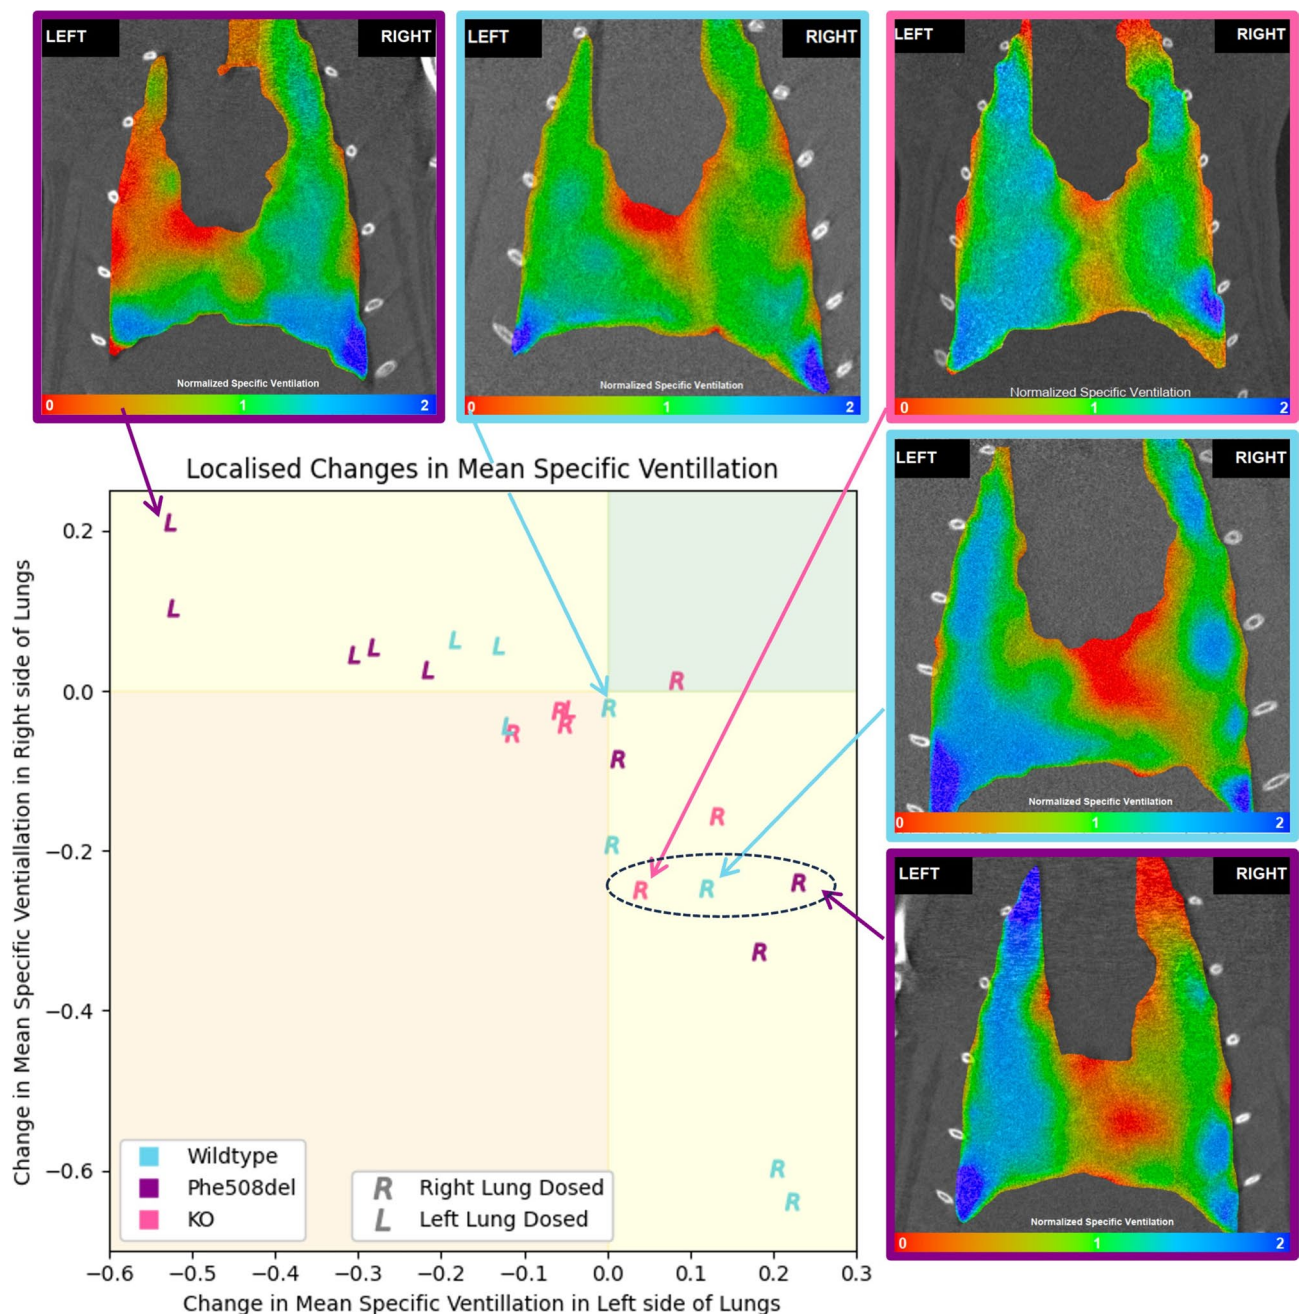 LEFT RIGHT
Normalized Specific Ventilation
0 1 2
LEFT RIGHT
Normalized Specific Ventilation
0 1 2
LEFT RIGHT
Normalized Specific Ventilation
0 1 2
LEFT RIGHT
Normalized Specific Ventilation
0 1 2
LEFT RIGHT
Normalized Specific Ventilation
0 1 2
Localised Changes in Mean Specific Ventillation
Change in Mean Specific Ventiallation in Right side of Lungs
0.2
0.0
−0.2
−0.4
−0.6
L
L
L L L L L
R
L R R L R R
R
R
R
R R R
R
R
R
Wildtype
Phe508del
KO
R Right Lung Dosed
L Left Lung Dosed
−0.6 −0.5 −0.4 −0.3 −0.2 −0.1 0.0 0.1 0.2 0.3
Change in Mean Specific Ventillation in Left side of Lungs